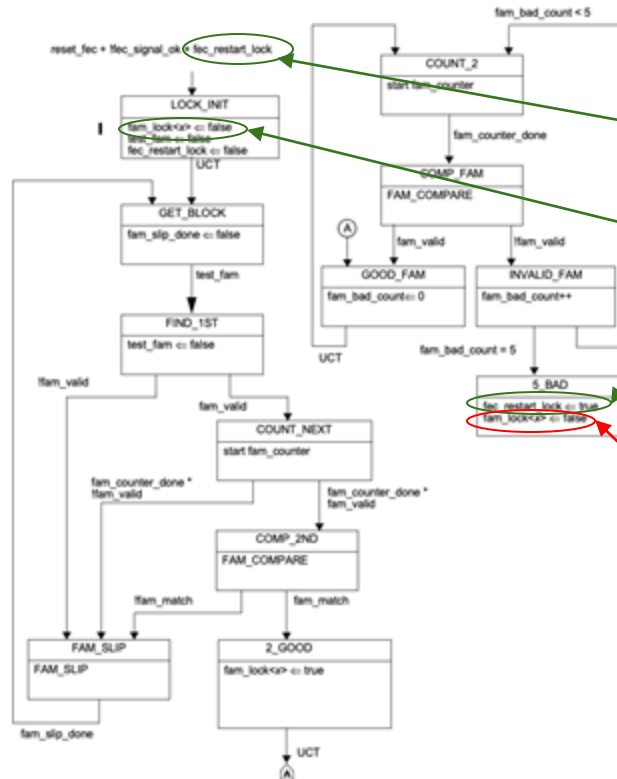 reset_fec + !fec_signal_ok + fec_restart_lock
LOCK_INIT
fam_lock<x> ⇐ false
test_fam ⇐ false
fec_restart_lock ⇐ false
UCT
GET_BLOCK
fam_slip_done ⇐ false
test_fam
FIND_1ST
test_fam ⇐ false
!fam_valid
fam_valid
COUNT_NEXT
start fam_counter
fam_counter_done *
!fam_valid
fam_counter_done *
fam_valid
COMP_2ND
FAM_COMPARE
!fam_match
fam_match
FAM_SLIP
FAM_SLIP
2_GOOD
fam_lock<x> ⇐ true
fam_slip_done
UCT
A
fam_bad_count < 5
COUNT_2
start fam_counter
fam_counter_done
COMP_FAM
FAM_COMPARE
A
fam_valid
!fam_valid
GOOD_FAM
fam_bad_count ⇐ 0
INVALID_FAM
fam_bad_count++
UCT
fam_bad_count = 5
5_BAD
fec_restart_lock ⇐ true
fam_lock<x> ⇐ false